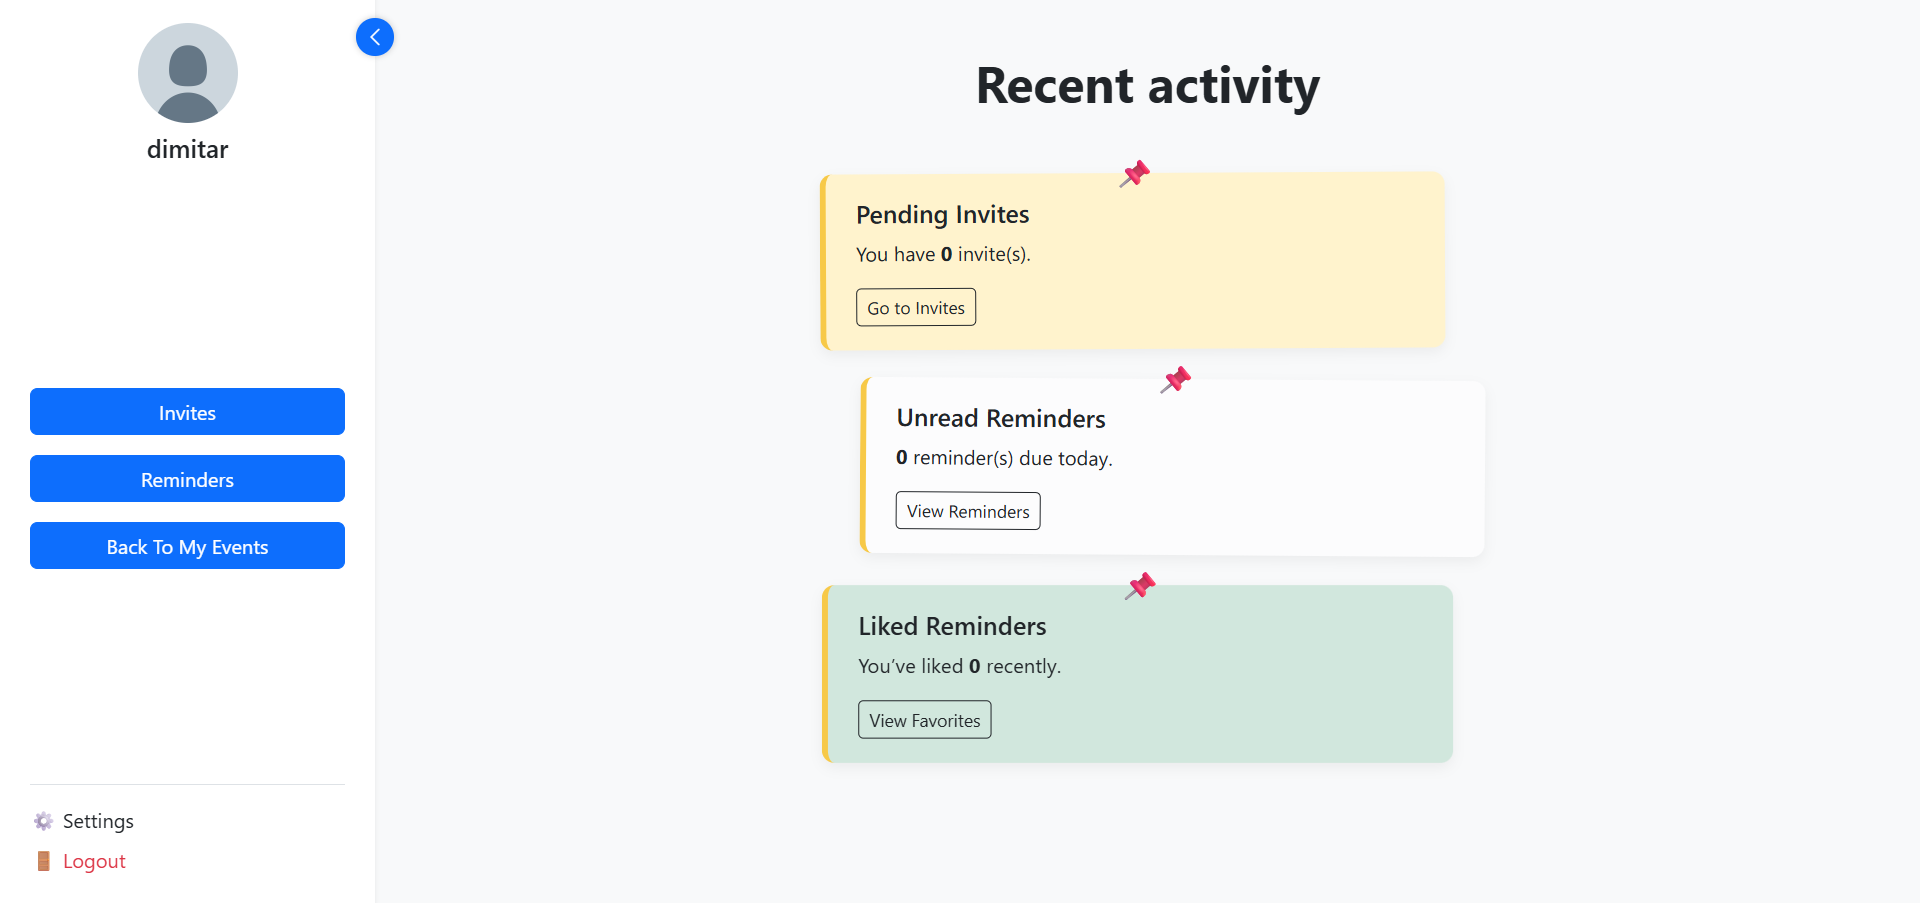 dimitar
Invites
Reminders
Back To My Events
Settings
Logout
Recent activity
Pending Invites
You have 0 invite(s).
Go to Invites
Unread Reminders
0 reminder(s) due today.
View Reminders
Liked Reminders
You’ve liked 0 recently.
View Favorites